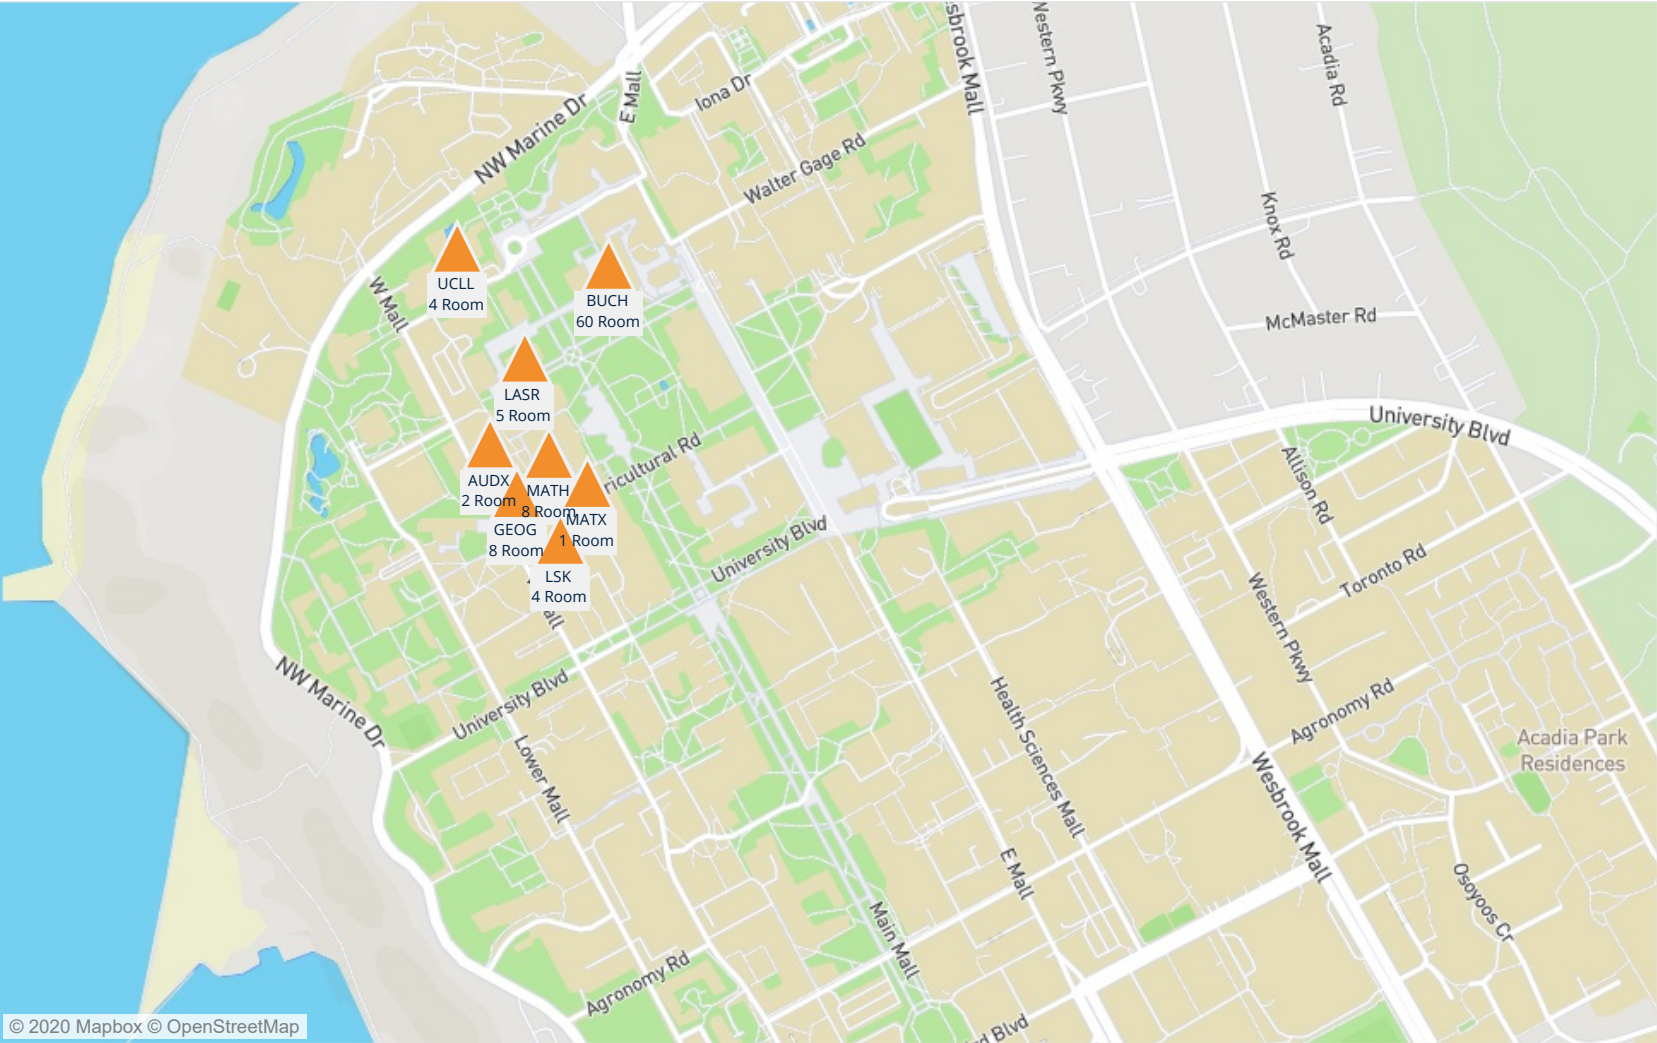 sbrook Mall
Western Pkwy
Acadia Rd
E Mall
Iona Dr
NW Marine Dr
Walter Gage Rd
Knox Rd
W Mall
UCLL
4 Room
BUCH
60 Room
McMaster Rd
LASR
5 Room
University Blvd
ricultural Rd
Allison Rd
AUDX
2 Room
MATH
8 Room
MATX
1 Room
GEOG
8 Room
University Blvd
LSK
4 Room
all
Toronto Rd
Western Pkwy
NW Marine Dr
University Blvd
Health Sciences Mall
Agronomy Rd
Lower Mall
Acadia Park
Residences
Wesbrook Mall
E Mall
Osoyoos Cr
Main Mall
Agronomy Rd
rd Blvd
© 2020 Mapbox © OpenStreetMap